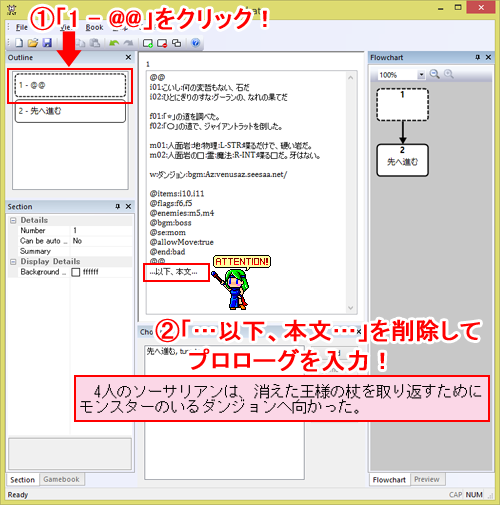 ①「1 - @@」をクリック！
File
View
Book
Outline
1 - @@
2 - 先へ進む
Section
Details
Number 1
Can be auto ... No
Summary
Display Details
Background ... ffffff
Section Gamebook
Ready
1
@@
i01:こいし:何の変哲もない、石だ
i02:ひとにぎりのすな:グーランの、なれの果てだ
f01:「＊」の道を調べた。
f02:「〇」の道で、ジャイアントラットを倒した。
m01:人面岩:地:物理:L-STR:喋るだけで、硬い岩だ。
m02:人面岩の口:霊:魔法:R-INT:喋る口だ。牙はない。
w:ダンジョン:bgm:Az:venusaz.seesaa.net/
@items:i10,i11
@flags:f6,f5
@enemies:m5,m4
@bgm:boss
@se:mom
@allowMove:true
@end:bad
@@
...以下、本文...
ATTENTION!
②「…以下、本文…」を削除して
プロローグを入力！
先へ進む,
4人のソーサリアンは、消えた王様の杖を取り返すために
モンスターのいるダンジョンへ向かった。
Flowchart
100%
1
2
先へ進む
Flowchart Preview
CAP NUM